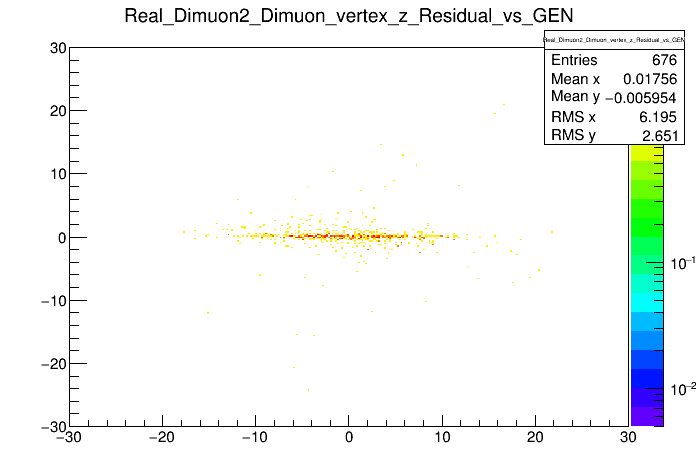 Real_Dimuon2_Dimuon_vertex_z_Residual_vs_GEN
Real_Dimuon2_Dimuon_vertex_z_Residual_vs_GEN
Entries 676
Mean x 0.01756
Mean y −0.005954
RMS x 6.195
RMS y 2.651
30
20
10
0
−10
−20
−30
−30
−20
−10
0
10
20
30
10⁻¹
10⁻²